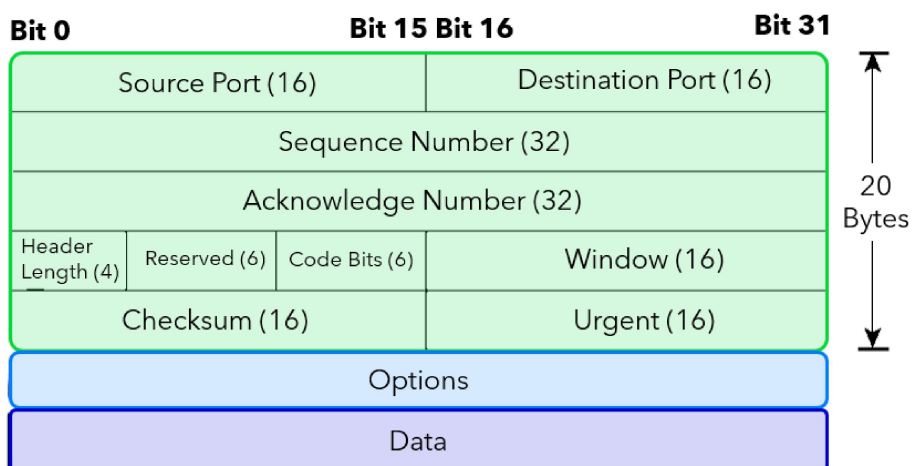 Bit 0 Bit 15 Bit 16 Bit 31
Source Port (16) Destination Port (16)
Sequence Number (32)
Acknowledge Number (32)
20
Bytes
Header
Length (4)
Reserved (6) Code Bits (6) Window (16)
Checksum (16) Urgent (16)
Options
Data